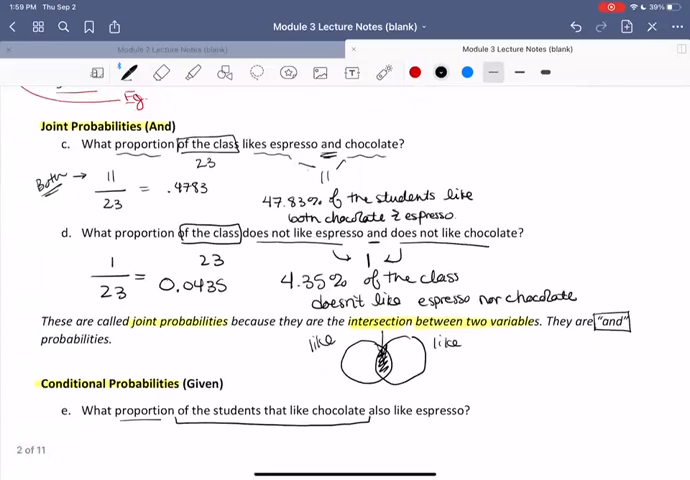 1:59 PM Thu Sep 2
39%
Module 3 Lecture Notes (blank)
Module 3 Lecture Notes (blank)
Module 3 Lecture Notes (blank)
Eg.
Joint Probabilities (And)
c. What proportion of the class likes espresso and chocolate?
23
11
Both → 11
23
= .4783
47.83% of the students like
both chocolate & espresso.
d. What proportion of the class does not like espresso and does not like chocolate?
1
23
= 0.0435
23
1
4.35% of the class
doesn't like espresso nor chocolate
These are called joint probabilities because they are the intersection between two variables. They are "and"
probabilities.
like
like
Conditional Probabilities (Given)
e. What proportion of the students that like chocolate also like espresso?
2 of 11